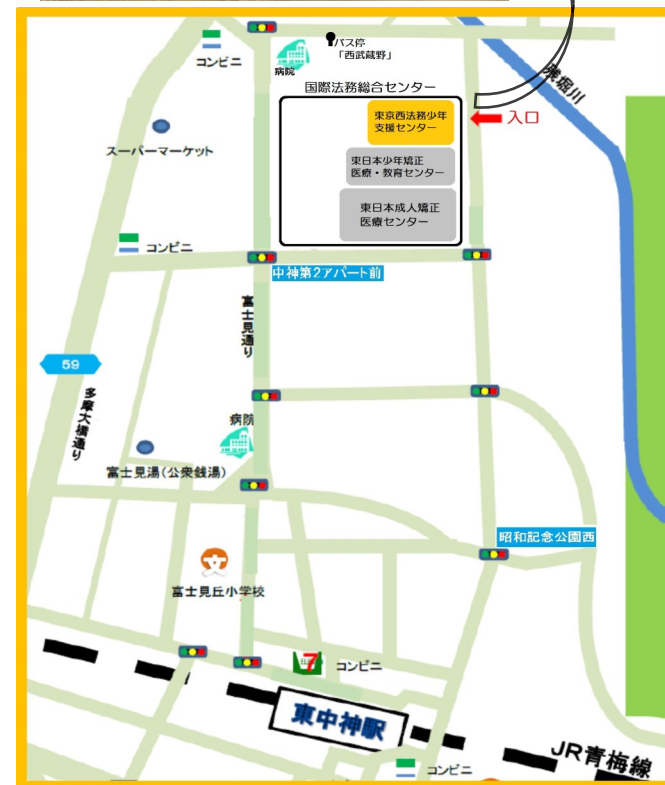 コンビニ
バス停
「西武蔵野」
病院
残堀川
国際法務総合センター
東京西法務少年
支援センター
入口
スーパーマーケット
東日本少年矯正
医療・教育センター
東日本成人矯正
医療センター
コンビニ
中神第2アパート前
富士見通り
59
多摩大橋通り
病院
富士見湯(公衆銭湯)
昭和記念公園西
文
富士見丘小学校
7
コンビニ
東中神駅
JR青梅線
コンビニ